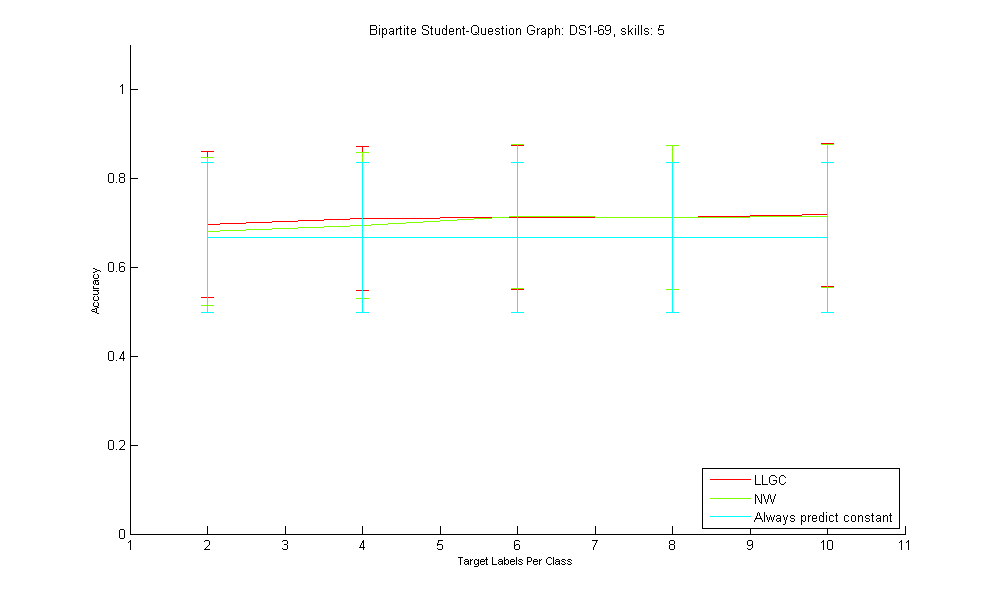 Bipartite Student-Question Graph: DS1-69, skills: 5
1
0.8
0.6
0.4
0.2
0
Accuracy
1 2 3 4 5 6 7 8 9 10 11
Target Labels Per Class
LLGC
NW
Always predict constant